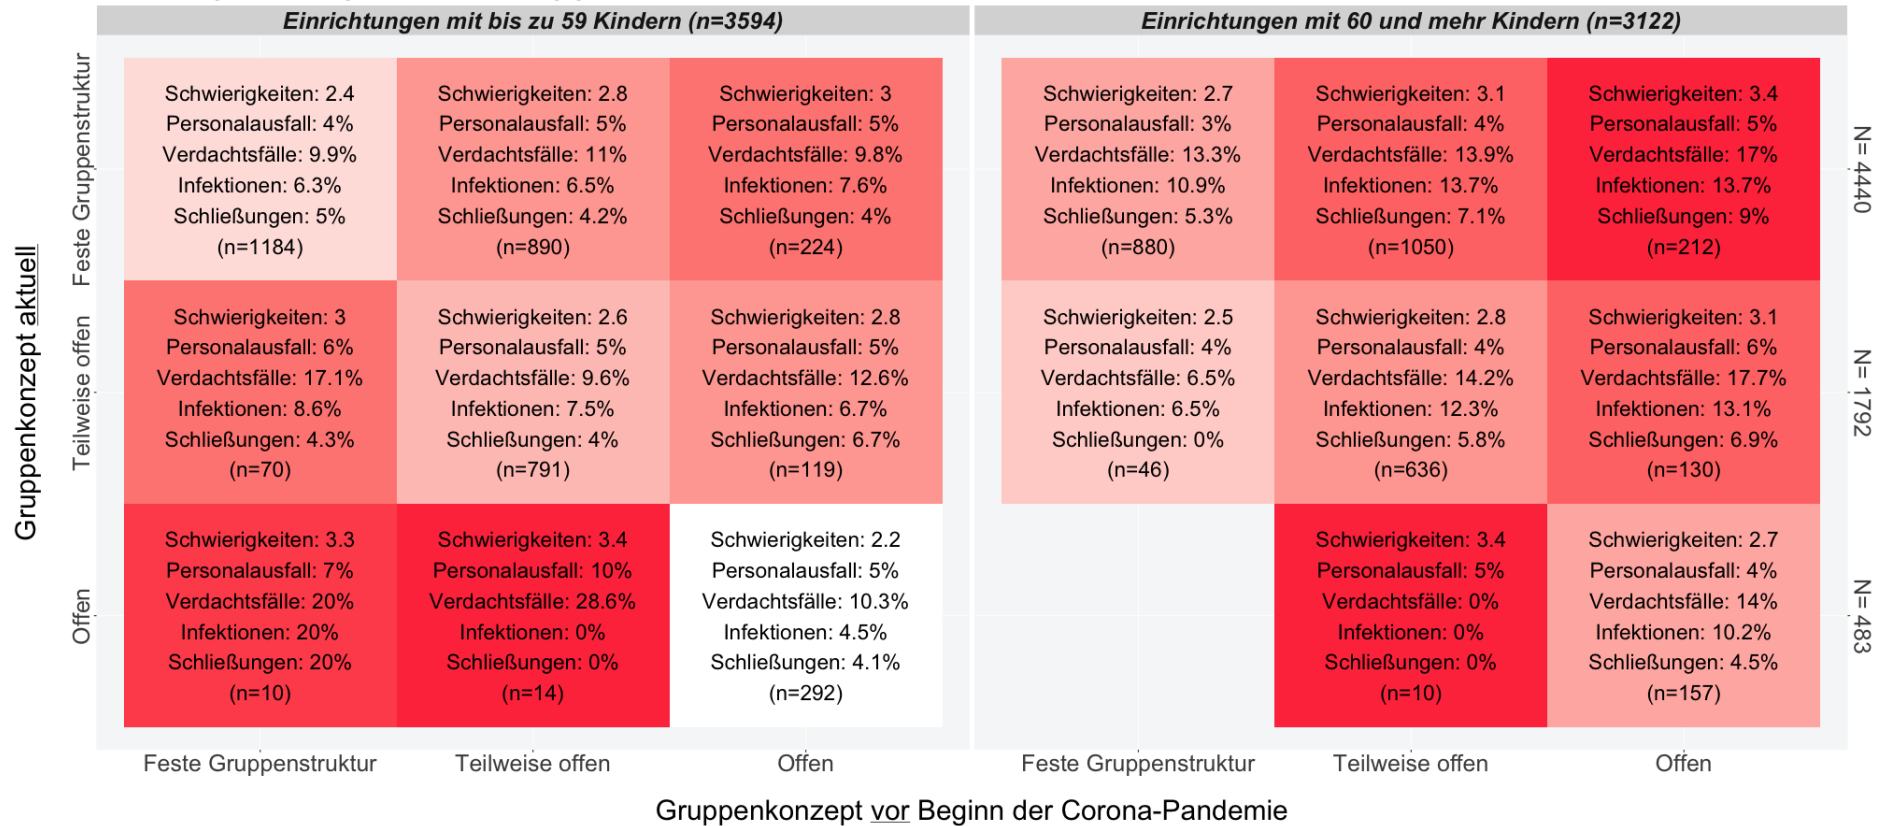 Einrichtungen mit bis zu 59 Kindern (n=3594)
Einrichtungen mit 60 und mehr Kindern (n=3122)
Gruppenkonzept aktuell
Feste Gruppenstruktur
Schwierigkeiten: 2.4
Personalausfall: 4%
Verdachtsfälle: 9.9%
Infektionen: 6.3%
Schließungen: 5%
(n=1184)
Schwierigkeiten: 2.8
Personalausfall: 5%
Verdachtsfälle: 11%
Infektionen: 6.5%
Schließungen: 4.2%
(n=890)
Schwierigkeiten: 3
Personalausfall: 5%
Verdachtsfälle: 9.8%
Infektionen: 7.6%
Schließungen: 4%
(n=224)
Schwierigkeiten: 2.7
Personalausfall: 3%
Verdachtsfälle: 13.3%
Infektionen: 10.9%
Schließungen: 5.3%
(n=880)
Schwierigkeiten: 3.1
Personalausfall: 4%
Verdachtsfälle: 13.9%
Infektionen: 13.7%
Schließungen: 7.1%
(n=1050)
Schwierigkeiten: 3.4
Personalausfall: 5%
Verdachtsfälle: 17%
Infektionen: 13.7%
Schließungen: 9%
(n=212)
N= 4440
Teilweise offen
Schwierigkeiten: 3
Personalausfall: 6%
Verdachtsfälle: 17.1%
Infektionen: 8.6%
Schließungen: 4.3%
(n=70)
Schwierigkeiten: 2.6
Personalausfall: 5%
Verdachtsfälle: 9.6%
Infektionen: 7.5%
Schließungen: 4%
(n=791)
Schwierigkeiten: 2.8
Personalausfall: 5%
Verdachtsfälle: 12.6%
Infektionen: 6.7%
Schließungen: 6.7%
(n=119)
Schwierigkeiten: 2.5
Personalausfall: 4%
Verdachtsfälle: 6.5%
Infektionen: 6.5%
Schließungen: 0%
(n=46)
Schwierigkeiten: 2.8
Personalausfall: 4%
Verdachtsfälle: 14.2%
Infektionen: 12.3%
Schließungen: 5.8%
(n=636)
Schwierigkeiten: 3.1
Personalausfall: 6%
Verdachtsfälle: 17.7%
Infektionen: 13.1%
Schließungen: 6.9%
(n=130)
N= 1792
Offen
Schwierigkeiten: 3.3
Personalausfall: 7%
Verdachtsfälle: 20%
Infektionen: 20%
Schließungen: 20%
(n=10)
Schwierigkeiten: 3.4
Personalausfall: 10%
Verdachtsfälle: 28.6%
Infektionen: 0%
Schließungen: 0%
(n=14)
Schwierigkeiten: 2.2
Personalausfall: 5%
Verdachtsfälle: 10.3%
Infektionen: 4.5%
Schließungen: 4.1%
(n=292)
Schwierigkeiten: 3.4
Personalausfall: 5%
Verdachtsfälle: 0%
Infektionen: 0%
Schließungen: 0%
(n=10)
Schwierigkeiten: 2.7
Personalausfall: 4%
Verdachtsfälle: 14%
Infektionen: 10.2%
Schließungen: 4.5%
(n=157)
N= 483
Feste Gruppenstruktur
Teilweise offen
Offen
Feste Gruppenstruktur
Teilweise offen
Offen
Gruppenkonzept vor Beginn der Corona-Pandemie